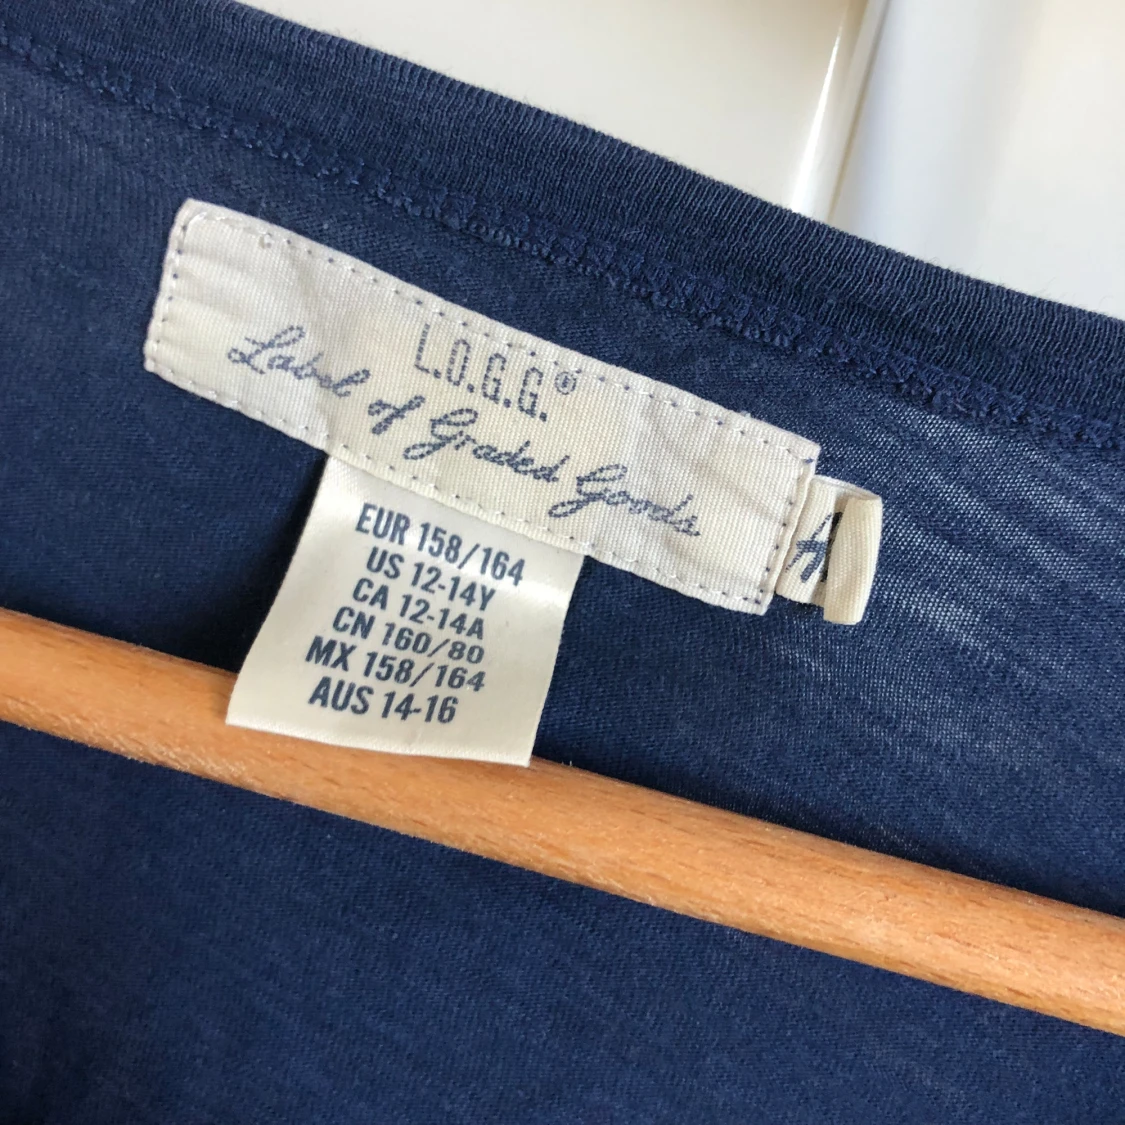 L.O.G.G.®
Label of Graded Goods
EUR 158/164
US 12-14Y
CA 12-14A
CN 160/80
MX 158/164
AUS 14-16